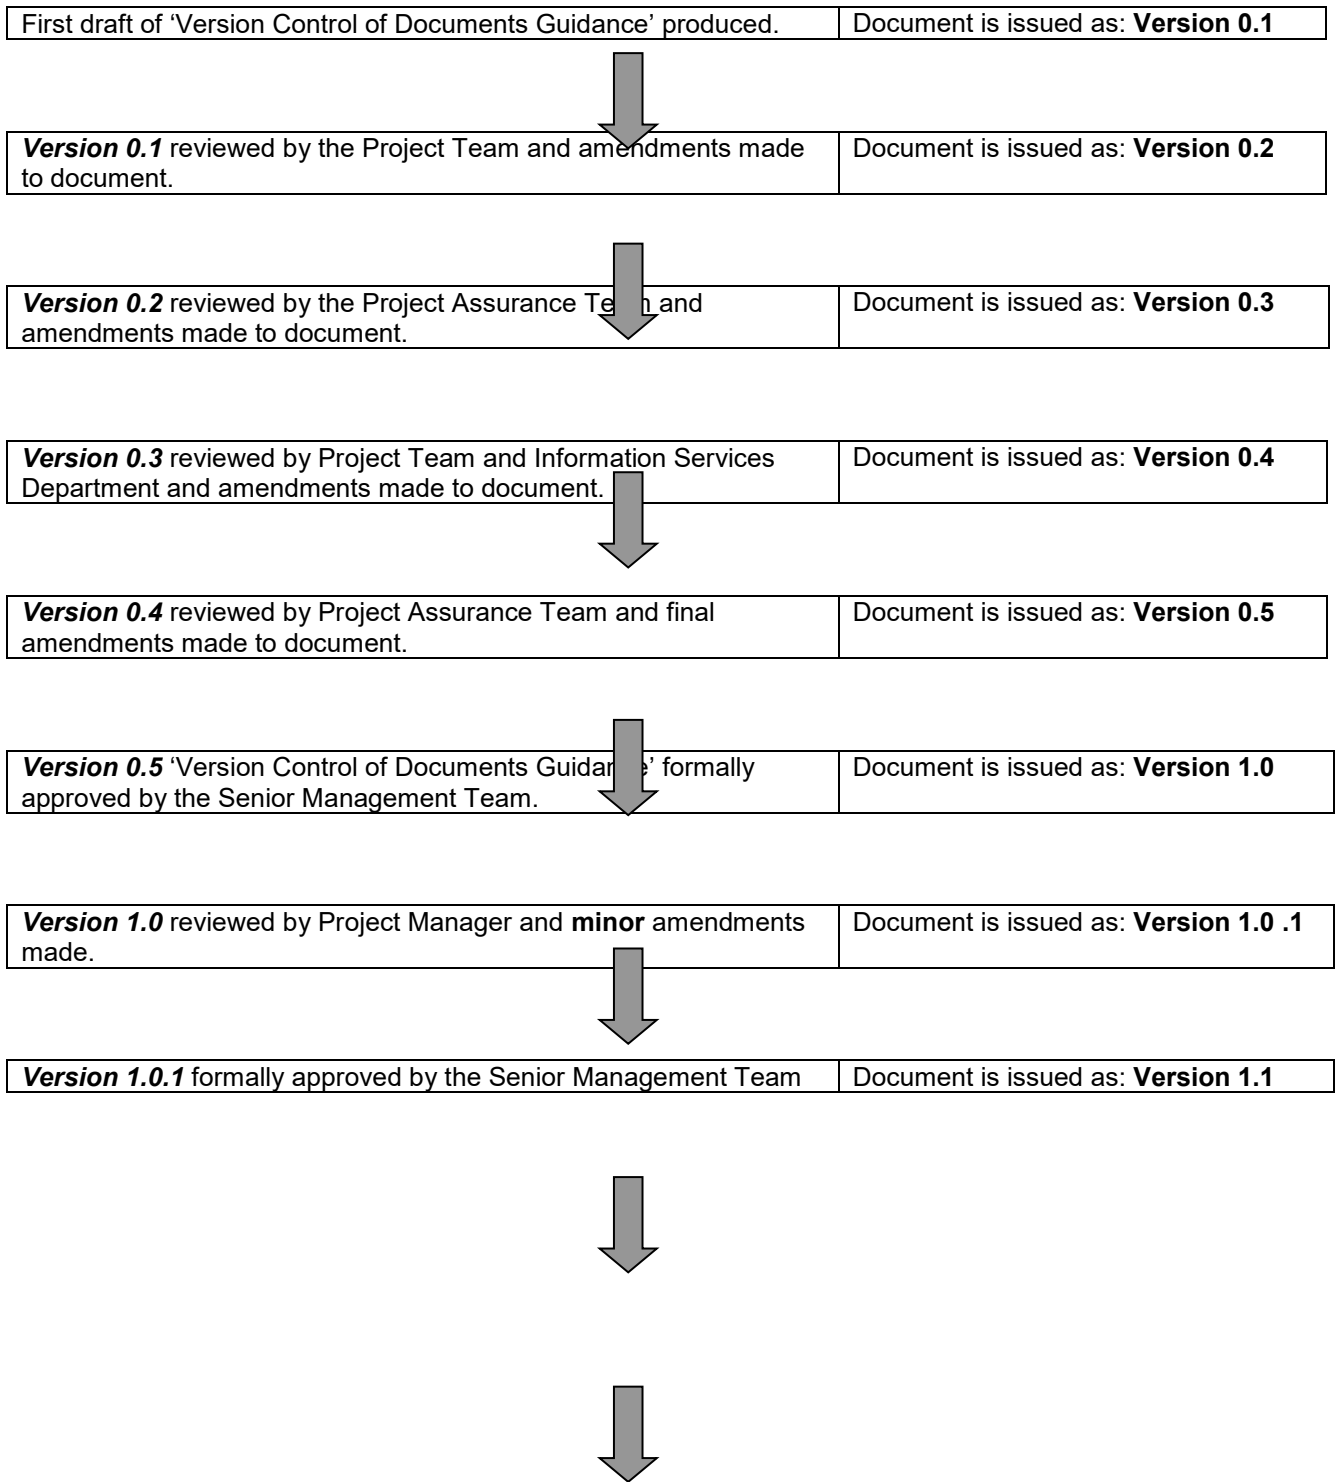 First draft of ‘Version Control of Documents Guidance’ produced.
Document is issued as: Version 0.1
Version 0.1 reviewed by the Project Team and amendments made
to document.
Document is issued as: Version 0.2
Version 0.2 reviewed by the Project Assurance Team and
amendments made to document.
Document is issued as: Version 0.3
Version 0.3 reviewed by Project Team and Information Services
Department and amendments made to document.
Document is issued as: Version 0.4
Version 0.4 reviewed by Project Assurance Team and final
amendments made to document.
Document is issued as: Version 0.5
Version 0.5 ‘Version Control of Documents Guidance’ formally
approved by the Senior Management Team.
Document is issued as: Version 1.0
Version 1.0 reviewed by Project Manager and minor amendments
made.
Document is issued as: Version 1.0 .1
Version 1.0.1 formally approved by the Senior Management Team
Document is issued as: Version 1.1